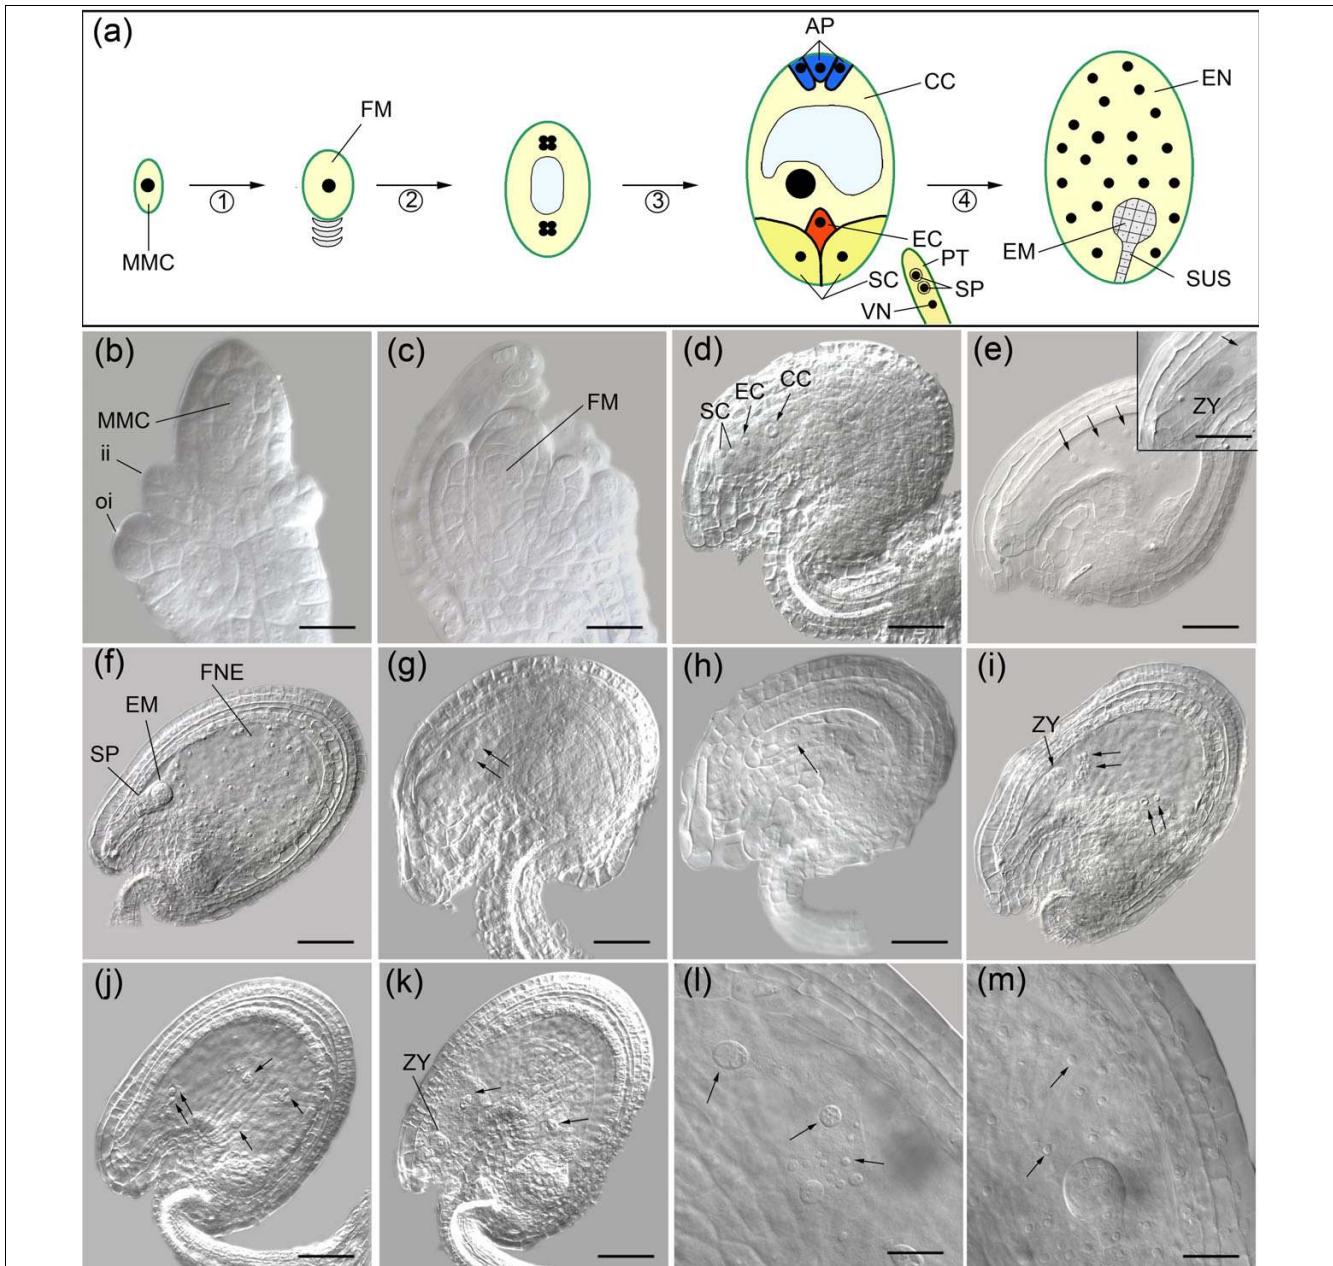 (a)
AP
FM
CC
EN
① ② ③ ④
MMC
EC
PT
EM
SC
SP
SUS
VN
(b)
MMC
ii
oi
(c)
FM
(d)
CC
EC
SC
(e)
ZY
(f)
FNE
EM
SP
(g)
(h)
(i)
ZY
(j)
(k)
ZY
(l)
(m)